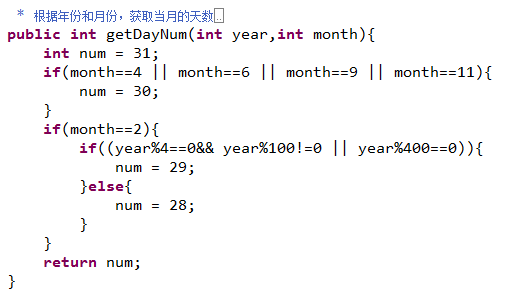 * 根据年份和月份，获取当月的天数..
public int getDayNum(int year,int month){
    int num = 31;
    if(month==4 || month==6 || month==9 || month==11){
        num = 30;
    }
    if(month==2){
        if((year%4==0&& year%100!=0 || year%400==0)){
            num = 29;
        }else{
            num = 28;
        }
    }
    return num;
}